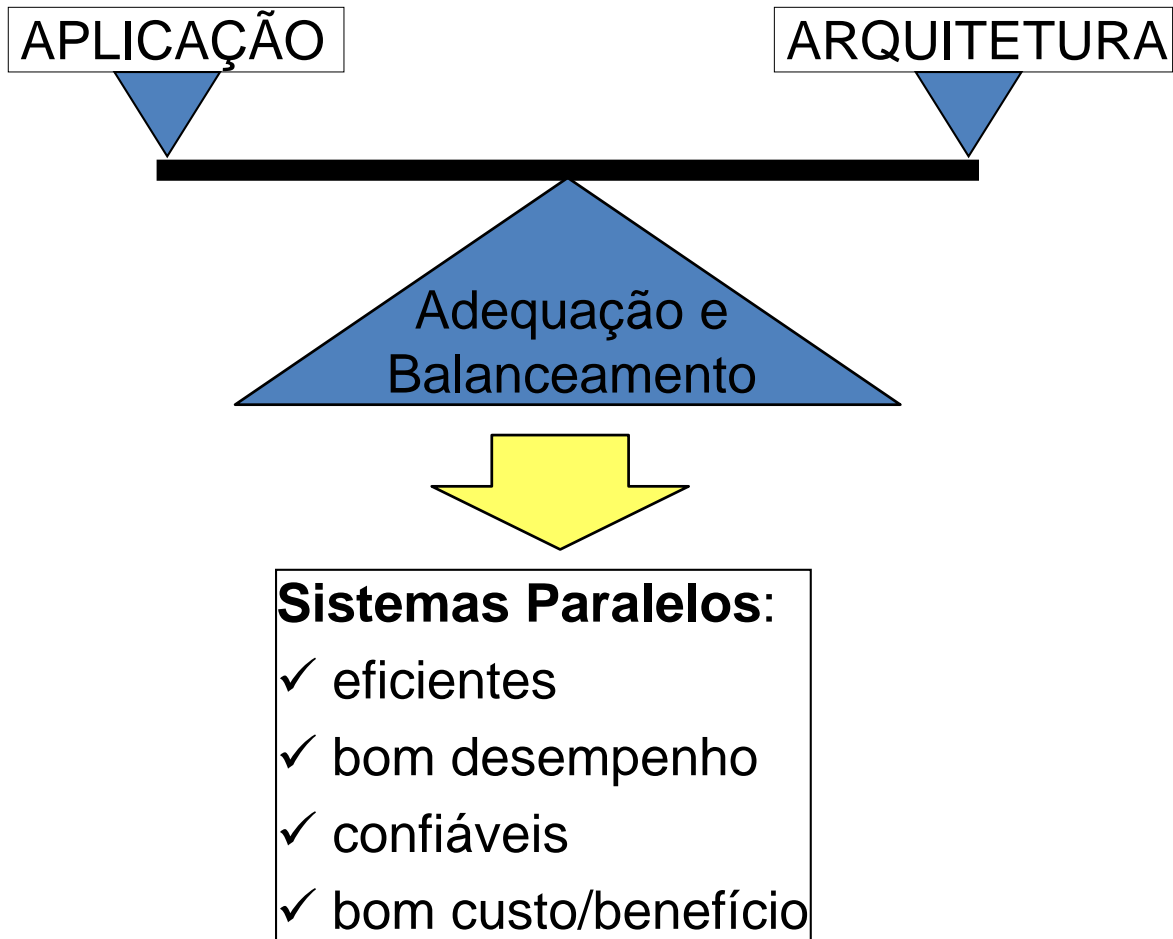 APLICAÇÃO
ARQUITETURA
Adequação e
Balanceamento
Sistemas Paralelos:
✓ eficientes
✓ bom desempenho
✓ confiáveis
✓ bom custo/benefício